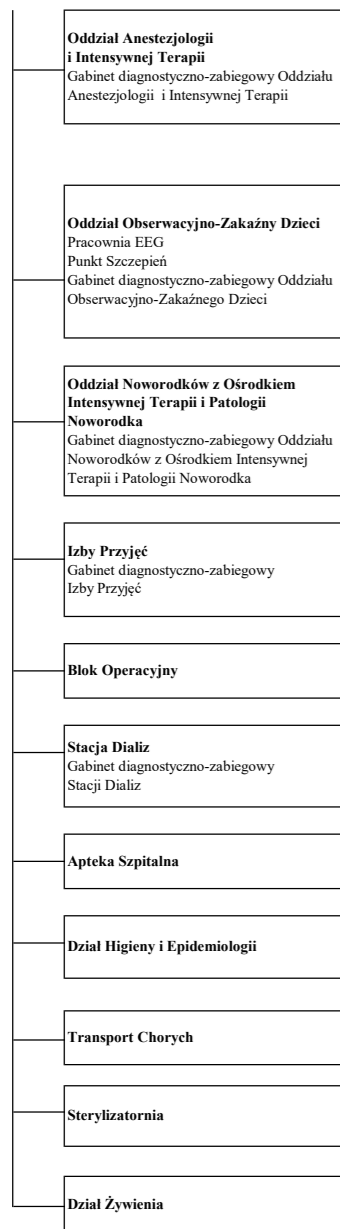 Oddział Anestezjologii
i Intensywnej Terapii
Gabinet diagnostyczno-zabiegowy Oddziału
Anestezjologii i Intensywnej Terapii
Oddział Obserwacyjno-Zakaźny Dzieci
Pracownia EEG
Punkt Szczepień
Gabinet diagnostyczno-zabiegowy Oddziału
Obserwacyjno-Zakaźnego Dzieci
Oddział Noworodków z Ośrodkiem
Intensywnej Terapii i Patologii
Noworodka
Gabinet diagnostyczno-zabiegowy Oddziału
Noworodków z Ośrodkiem Intensywnej
Terapii i Patologii Noworodka
Izby Przyjęć
Gabinet diagnostyczno-zabiegowy
Izby Przyjęć
Blok Operacyjny
Stacja Dializ
Gabinet diagnostyczno-zabiegowy
Stacji Dializ
Apteka Szpitalna
Dział Higieny i Epidemiologii
Transport Chorych
Sterylizatornia
Dział Żywienia